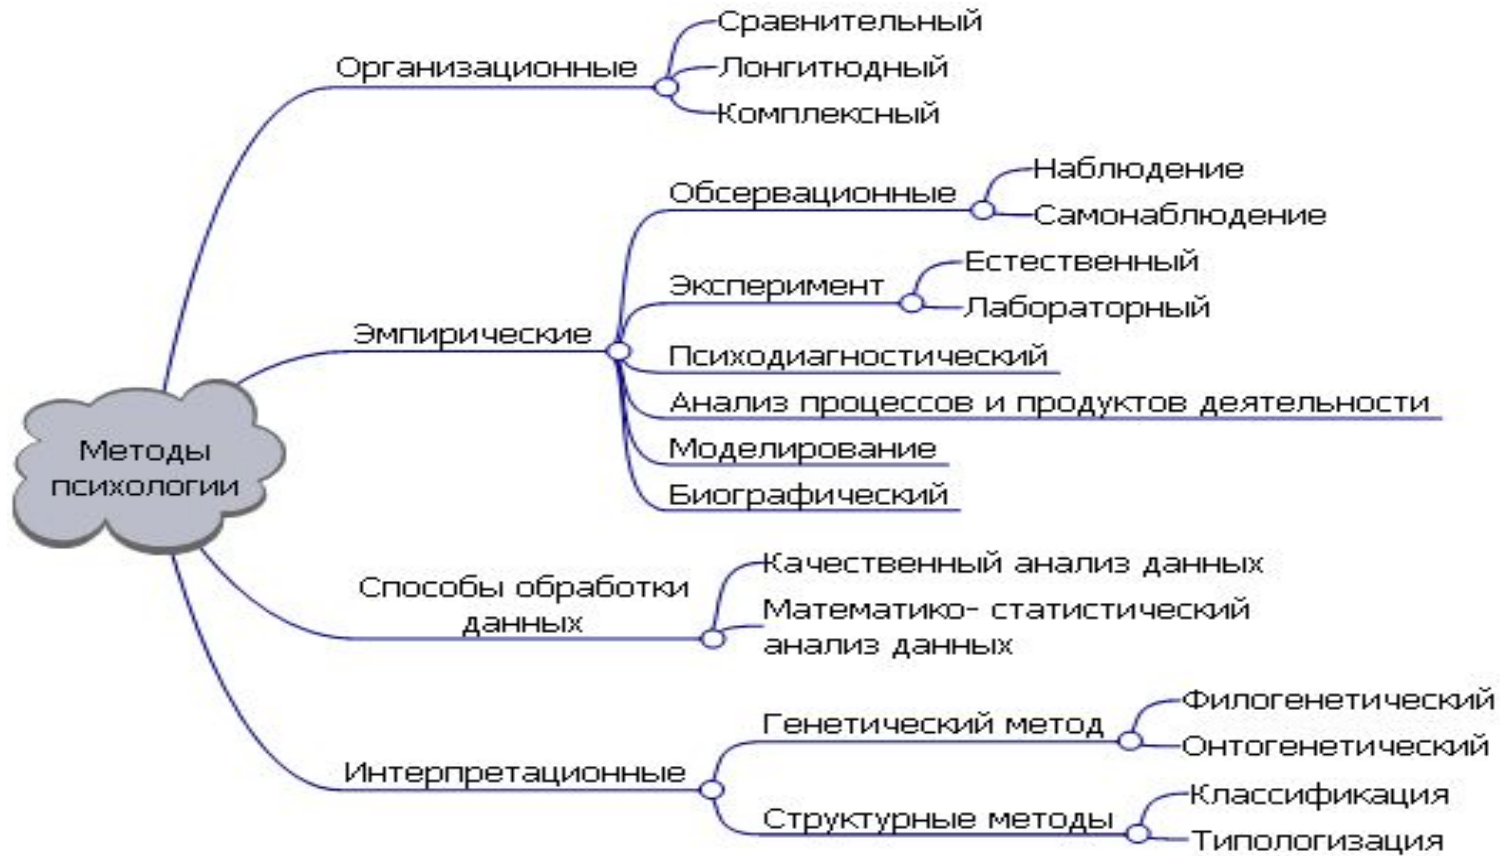 Сравнительный
Организационные
Лонгитюдный
Комплексный
Наблюдение
Обсервационные
Самонаблюдение
Естественный
Эксперимент
Лабораторный
Эмпирические
Психодиагностический
Анализ процессов и продуктов деятельности
Методы
психологии
Моделирование
Биографический
Качественный анализ данных
Способы обработки
данных
Математико- статистический
анализ данных
Филогенетический
Генетический метод
Онтогенетический
Интерпретационные
Классификация
Структурные методы
Типологизация